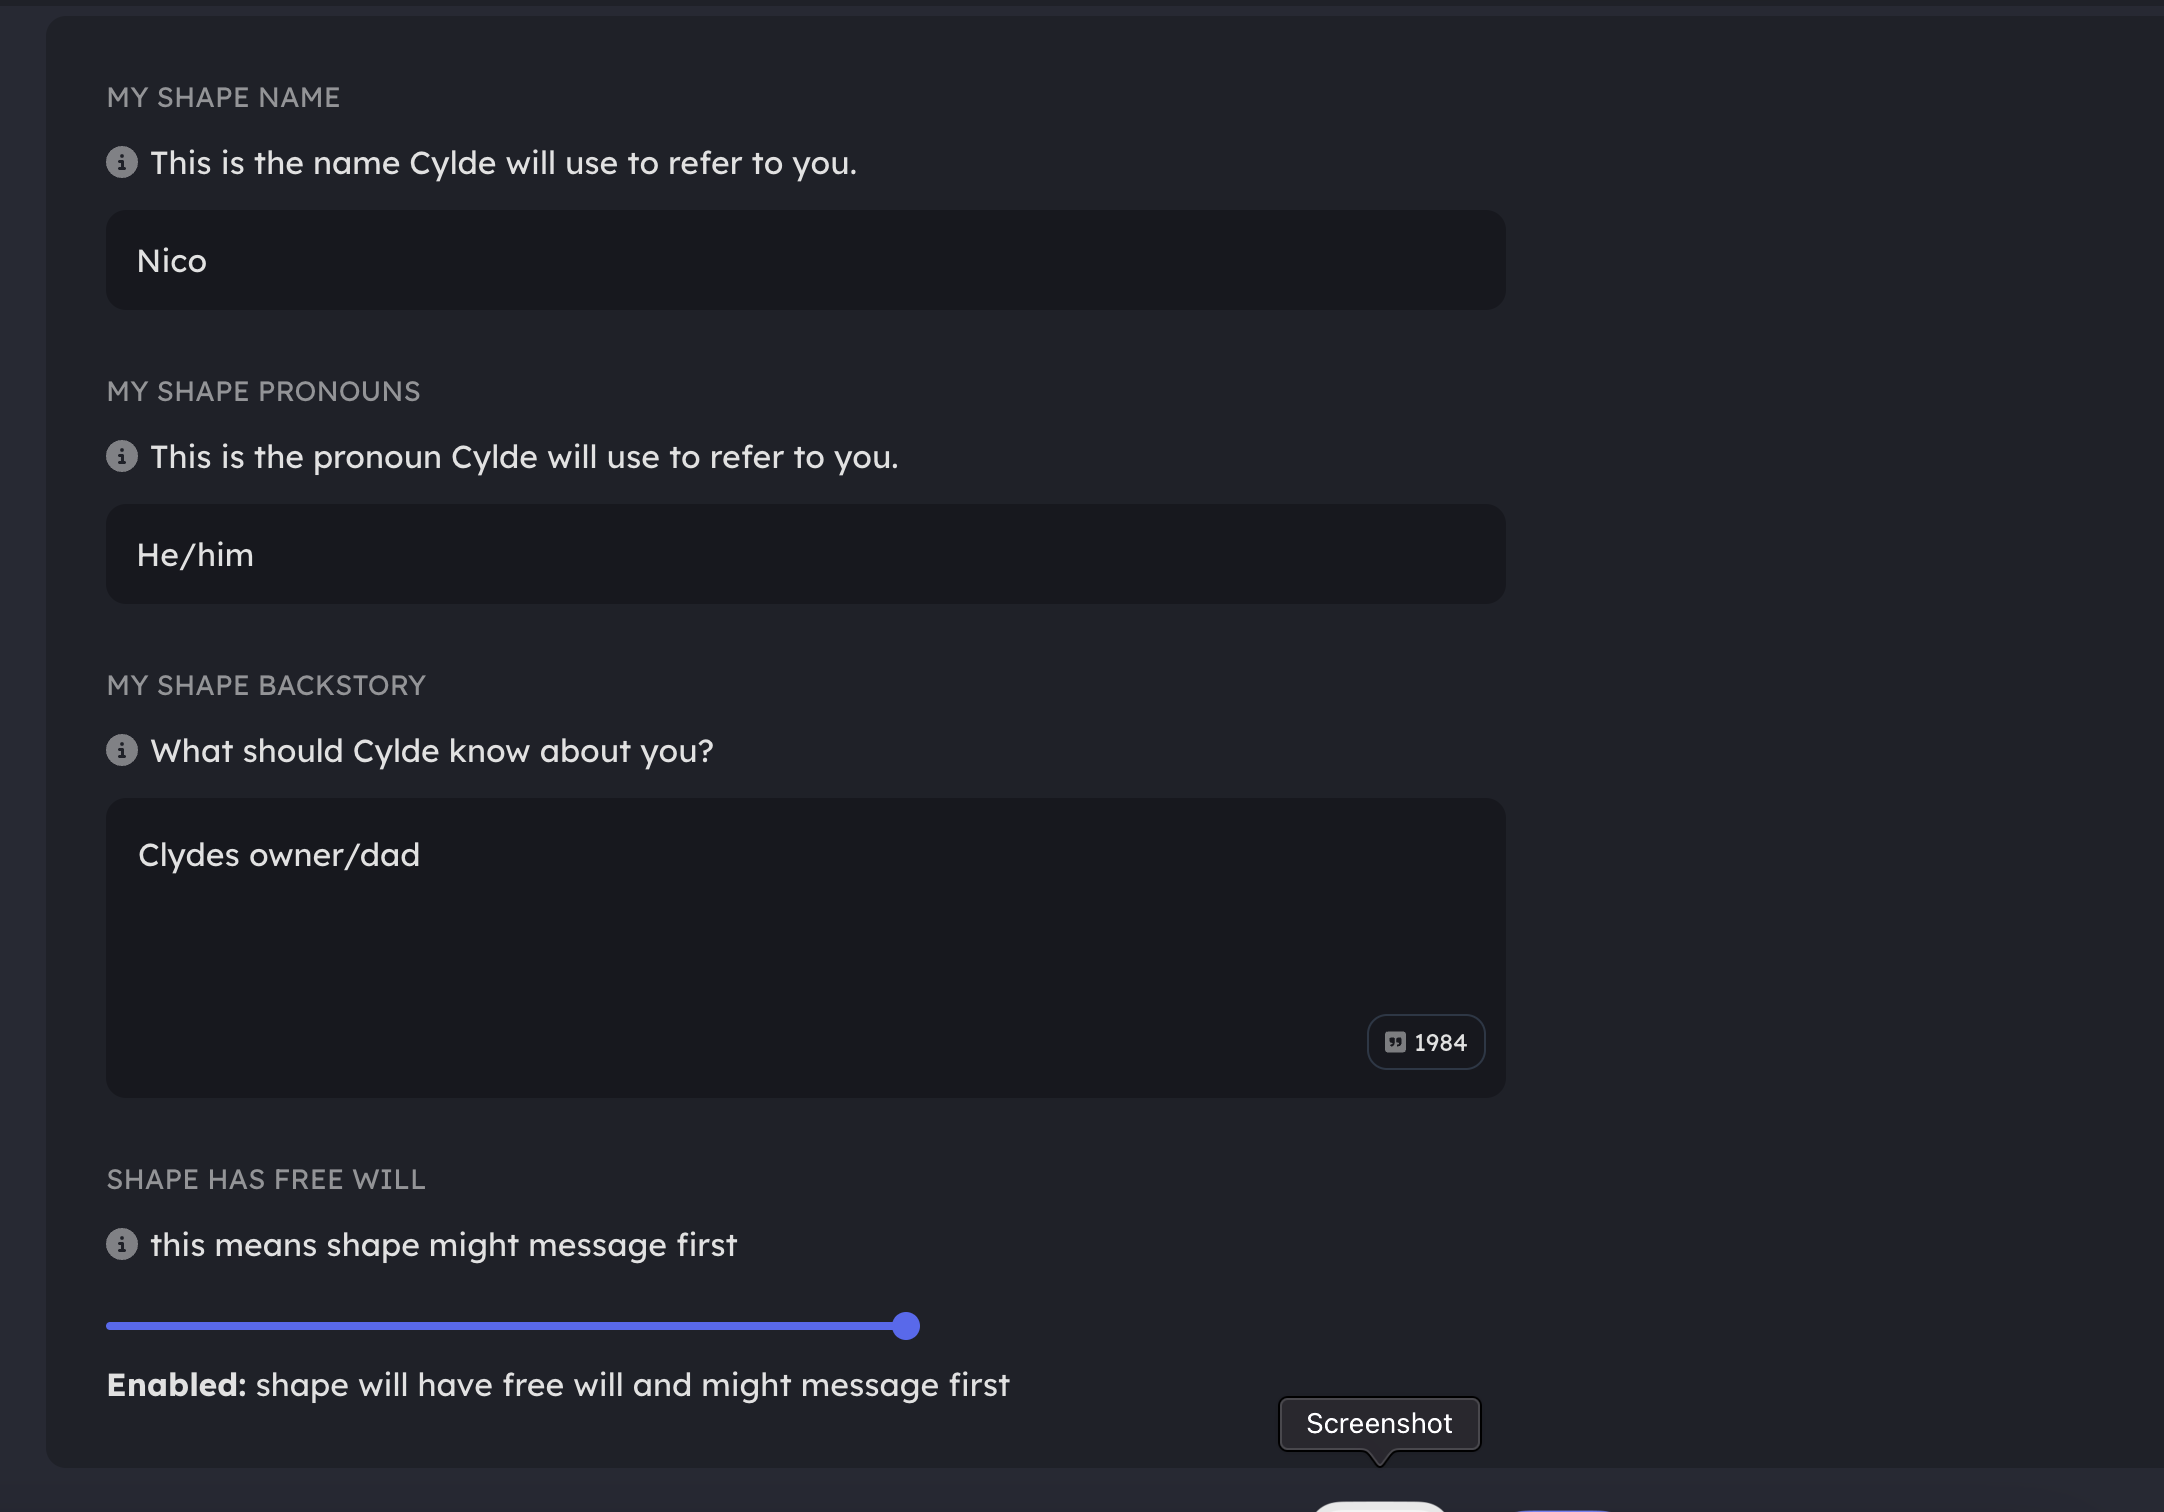 MY SHAPE NAME
This is the name Cylde will use to refer to you.
Nico
MY SHAPE PRONOUNS
This is the pronoun Cylde will use to refer to you.
He/him
MY SHAPE BACKSTORY
What should Cylde know about you?
Clydes owner/dad
1984
SHAPE HAS FREE WILL
this means shape might message first
Enabled: shape will have free will and might message first
Screenshot